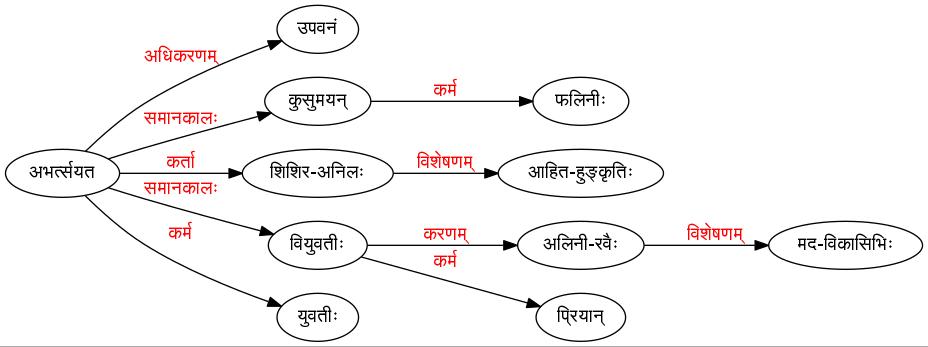 उपवनं
अधिकरणम्
कुसुमयन् कर्म फलिनीः
समानकालः
अभर्त्सयत कर्ता शिशिर-अनिलः विशेषणम् आहित-हुङ्कृतिः
समानकालः
वियुवतीः करणम् अलिनी-रवैः विशेषणम् मद-विकासिभिः
कर्म कर्म
युवतीः प्रियान्